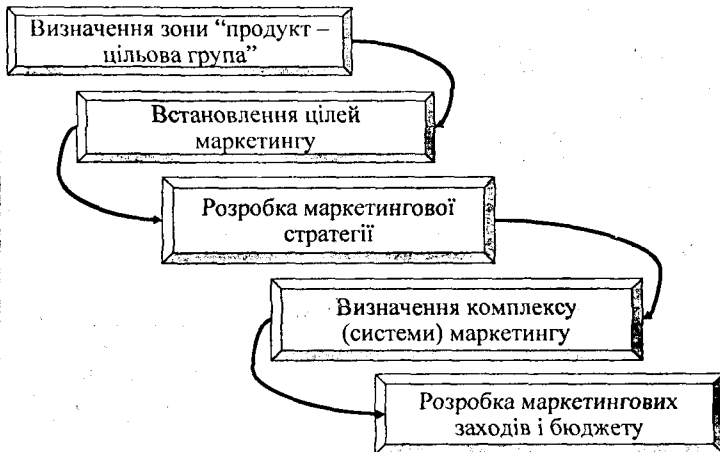 Визначення зони “продукт –
цільова група”
Встановлення цілей
маркетингу
Розробка маркетингової
стратегії
Визначення комплексу
(системи) маркетингу
Розробка маркетингових
заходів і бюджету